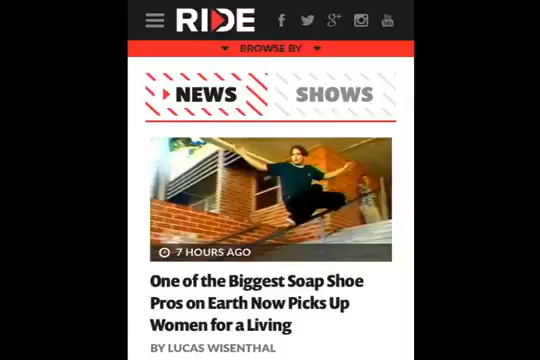 RIDE
BROWSE BY
NEWS
SHOWS
7 HOURS AGO
One of the Biggest Soap Shoe
Pros on Earth Now Picks Up
Women for a Living
BY LUCAS WISENTHAL